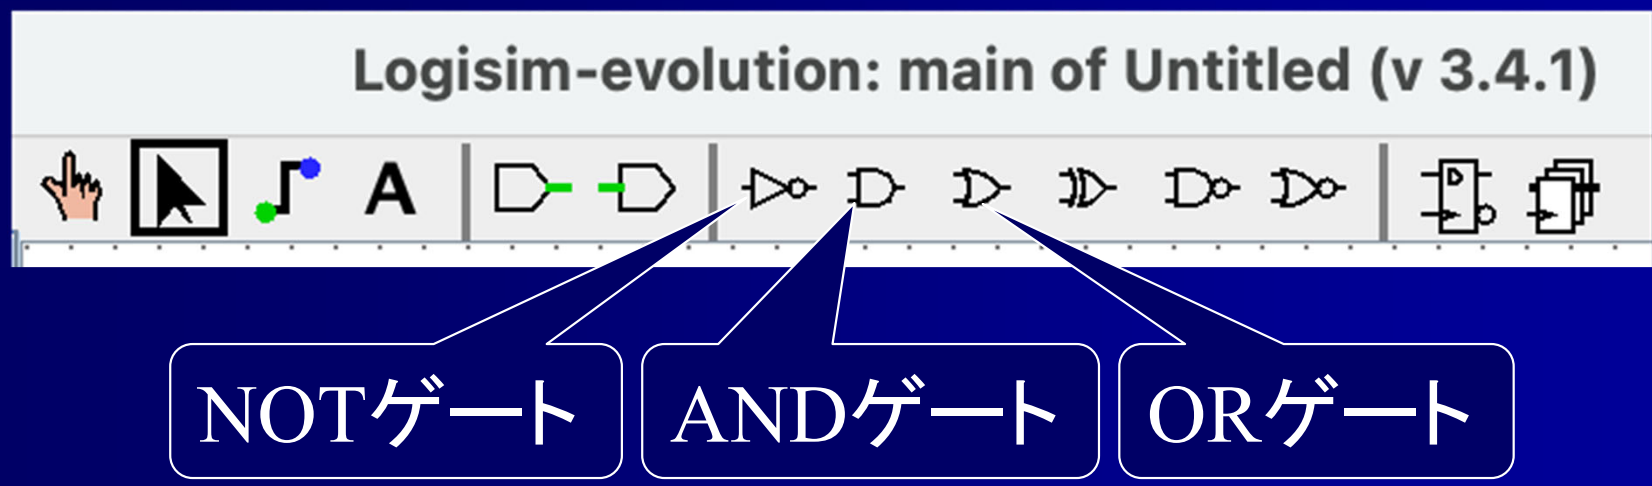 Logisim-evolution: main of Untitled (v 3.4.1)
A
D
NOTゲート
ANDゲート
ORゲート